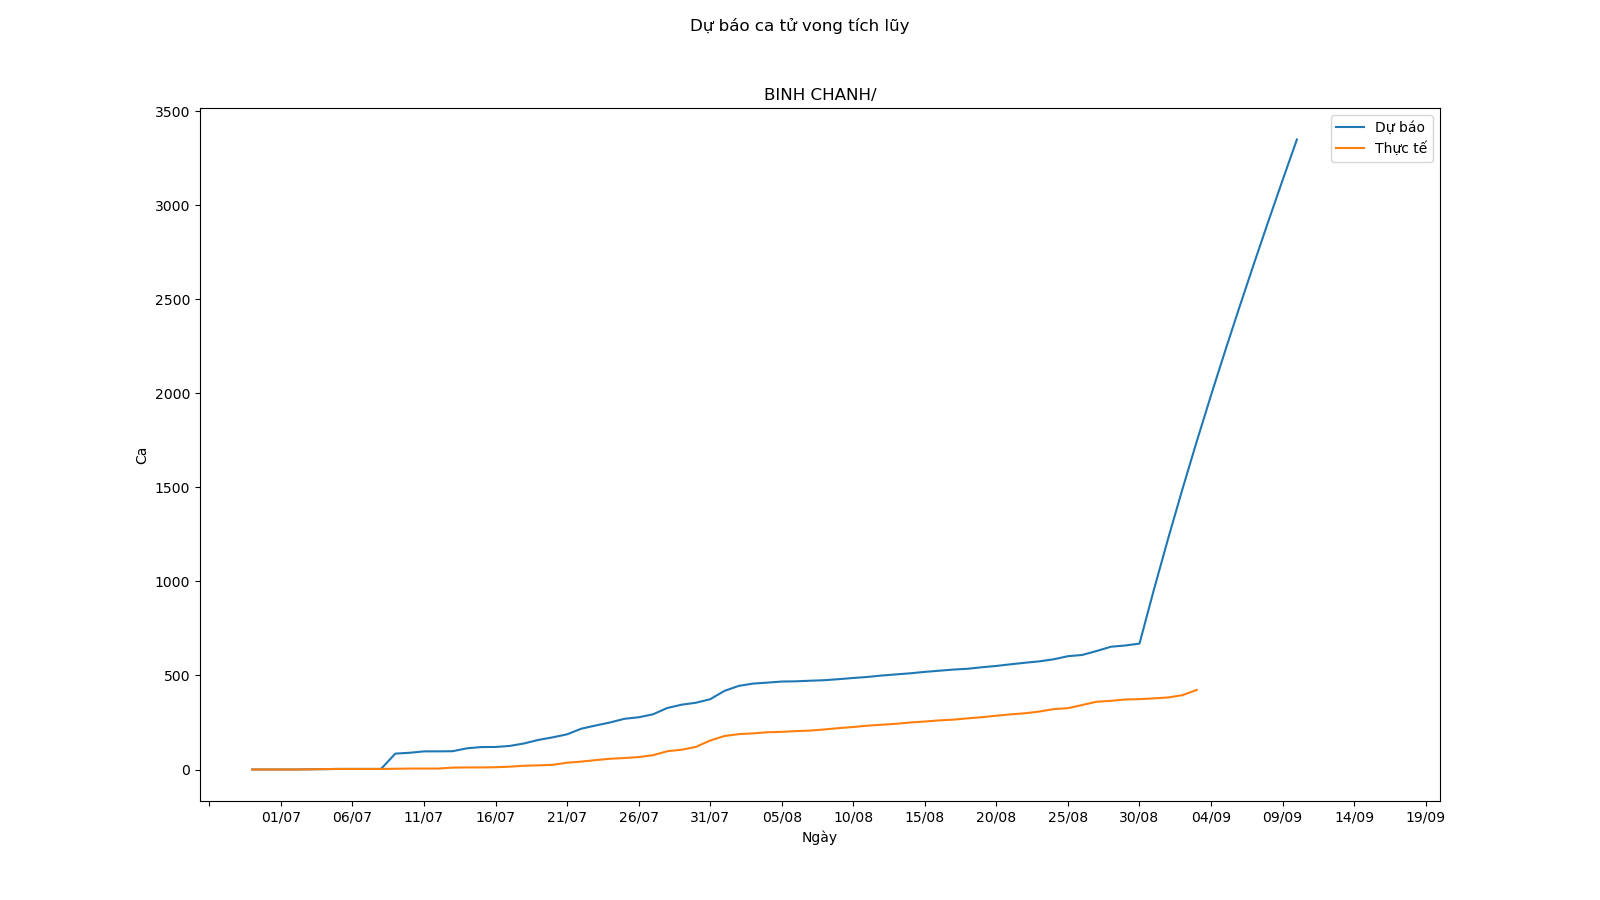 Dự báo ca tử vong tích lũy
BINH CHANH/
3500
3000
2500
2000
1500
1000
500
0
Ca
Dự báo
Thực tế
01/07 06/07 11/07 16/07 21/07 26/07 31/07 05/08 10/08 15/08 20/08 25/08 30/08 04/09 09/09 14/09 19/09
Ngày